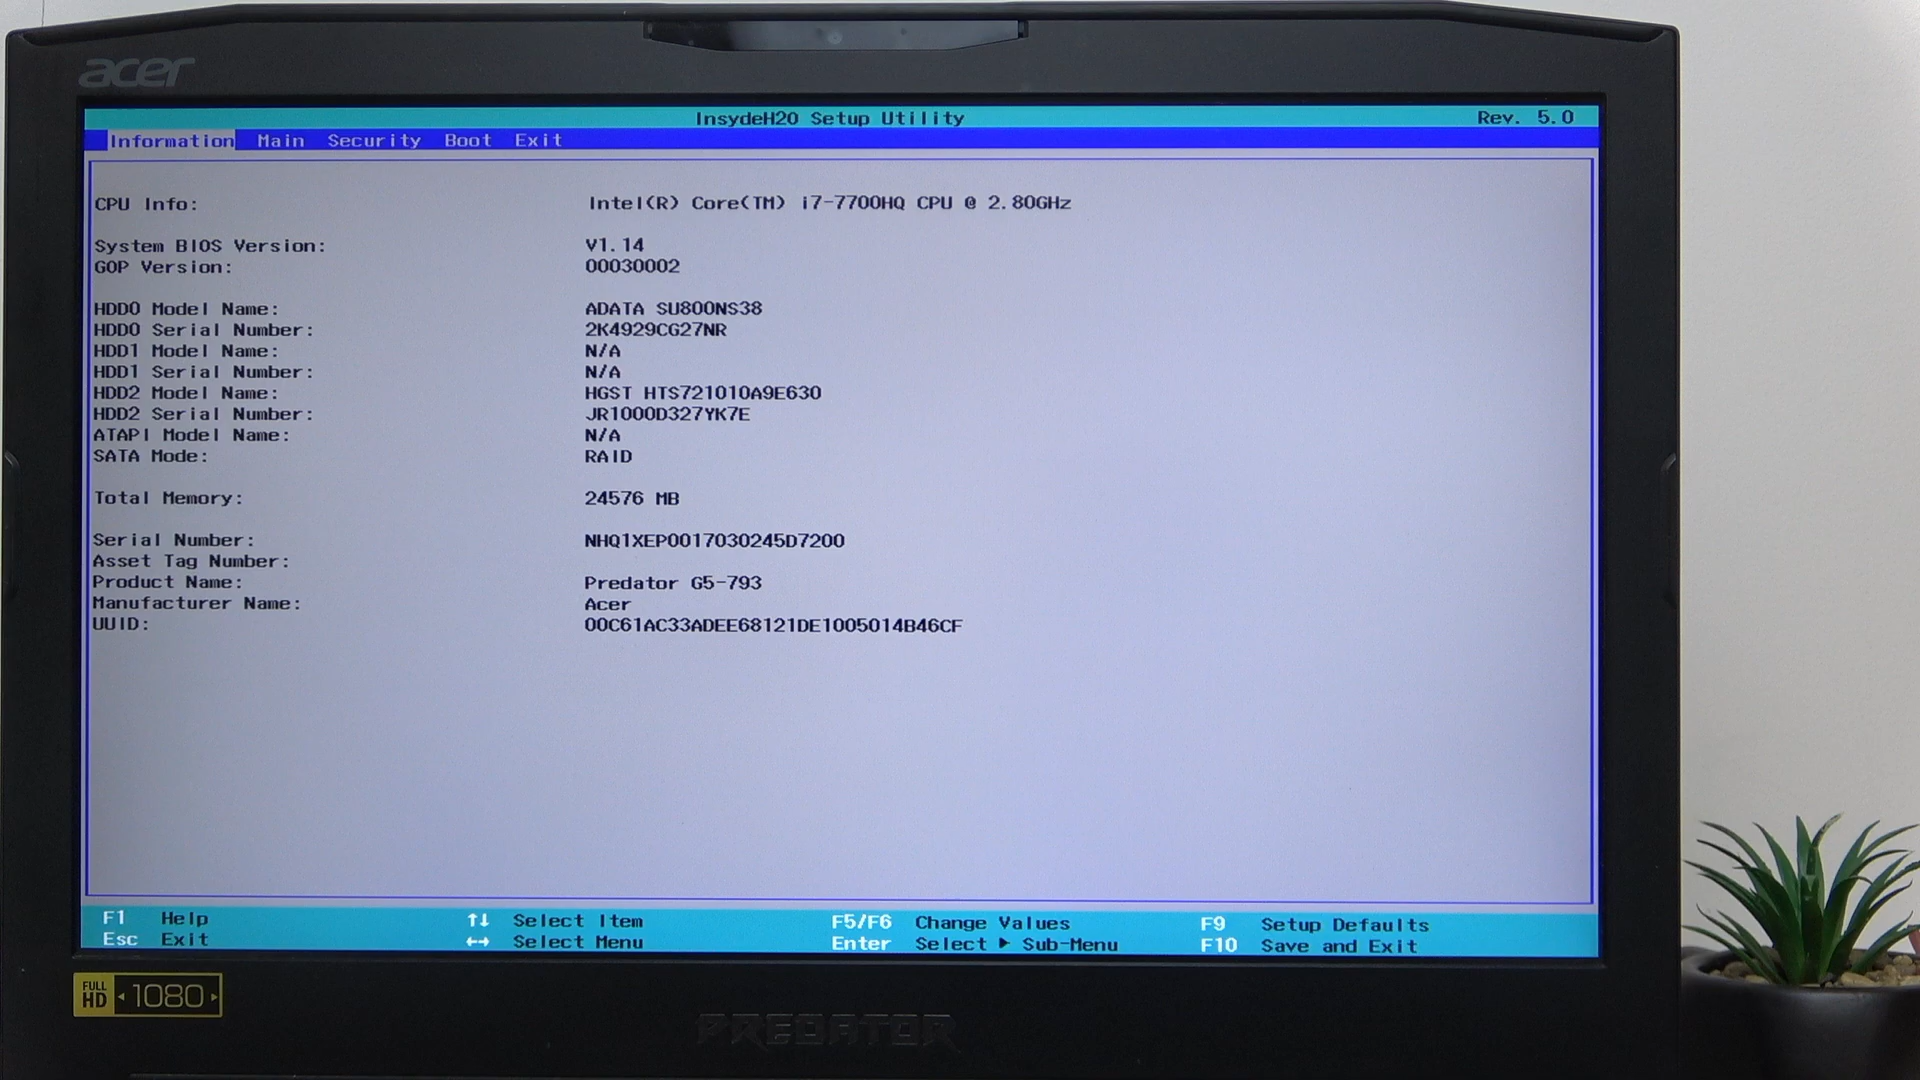 acer
InsydeH20 Setup Utility Rev. 5.0
Information Main Security Boot Exit
CPU Info: Intel(R) Core(TM) i7-7700HQ CPU @ 2.80GHz
System BIOS Version: V1.14
GOP Version: 00030002
HDD0 Model Name: ADATA SU800NS38
HDD0 Serial Number: 2K4929CG27NR
HDD1 Model Name: N/A
HDD1 Serial Number: N/A
HDD2 Model Name: HGST HTS721010A9E630
HDD2 Serial Number: JR1000D327YK7E
ATAPI Model Name: N/A
SATA Mode: RAID
Total Memory: 24576 MB
Serial Number: NHQ1XEP0017030245D7200
Asset Tag Number:
Product Name: Predator G5-793
Manufacturer Name: Acer
UUID: 00C61AC33ADEE68121DE1005014B46CF
F1 Help ↑↓ Select Item F5/F6 Change Values F9 Setup Defaults
Esc Exit ↔ Select Menu Enter Select ▶ Sub-Menu F10 Save and Exit
FULL HD 1080
PREDATOR